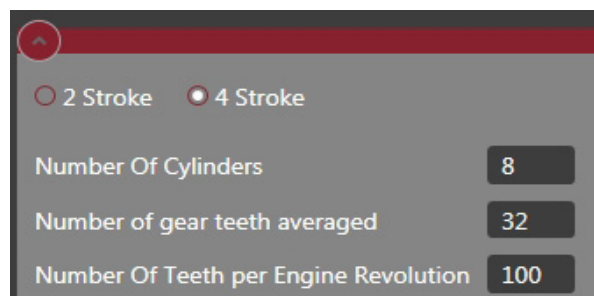 2 Stroke 4 Stroke
Number Of Cylinders 8
Number of gear teeth averaged 32
Number Of Teeth per Engine Revolution 100